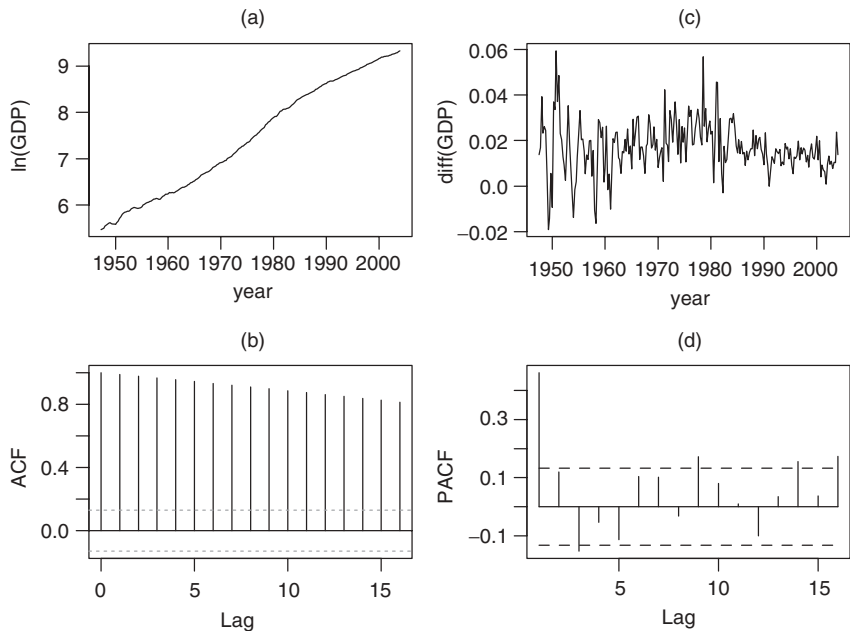 (a)
ln(GDP)
9
8
7
6
1950 1960 1970 1980 1990 2000
year
(c)
diff(GDP)
0.06
0.04
0.02
0.0
−0.02
1950 1960 1970 1980 1990 2000
year
(b)
ACF
0.8
0.4
0.0
0 5 10 15
Lag
(d)
PACF
0.3
0.1
−0.1
5 10 15
Lag